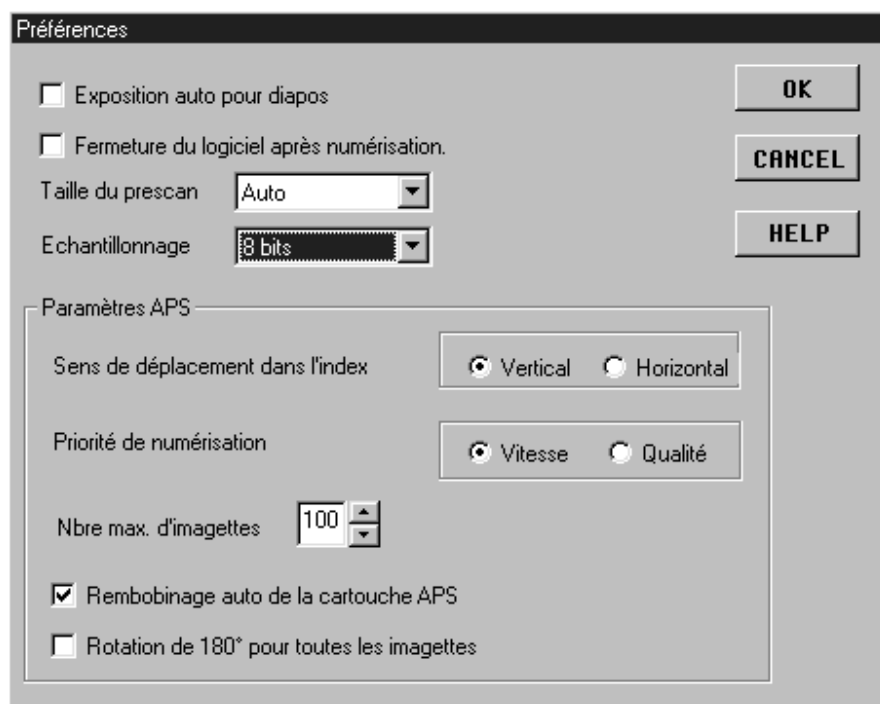 Préférences
Exposition auto pour diapos
OK
Fermeture du logiciel après numérisation.
CANCEL
Taille du prescan Auto
HELP
Echantillonnage 8 bits
Paramètres APS
Sens de déplacement dans l'index Vertical Horizontal
Priorité de numérisation Vitesse Qualité
Nbre max. d'imagettes 100
Rembobinage auto de la cartouche APS
Rotation de 180° pour toutes les imagettes